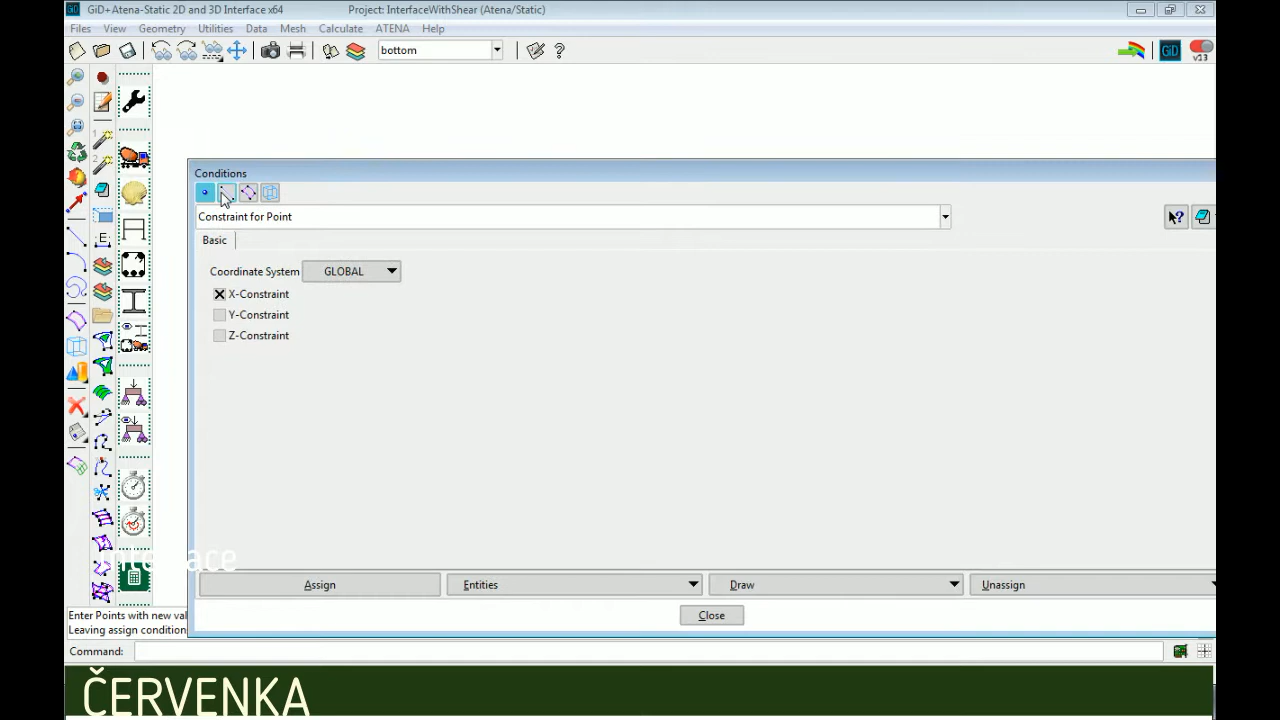 GiD+Atena-Static 2D and 3D Interface x64 Project: InterfaceWithShear (Atena/Static)
Files View Geometry Utilities Data Mesh Calculate ATENA Help
bottom
GiD
v13
Conditions
Constraint for Point
Basic
Coordinate System GLOBAL
X-Constraint
Y-Constraint
Z-Constraint
Assign Entities Draw Unassign
Close
Enter Points with new val
Leaving assign condition
Command:
ČERVENKA